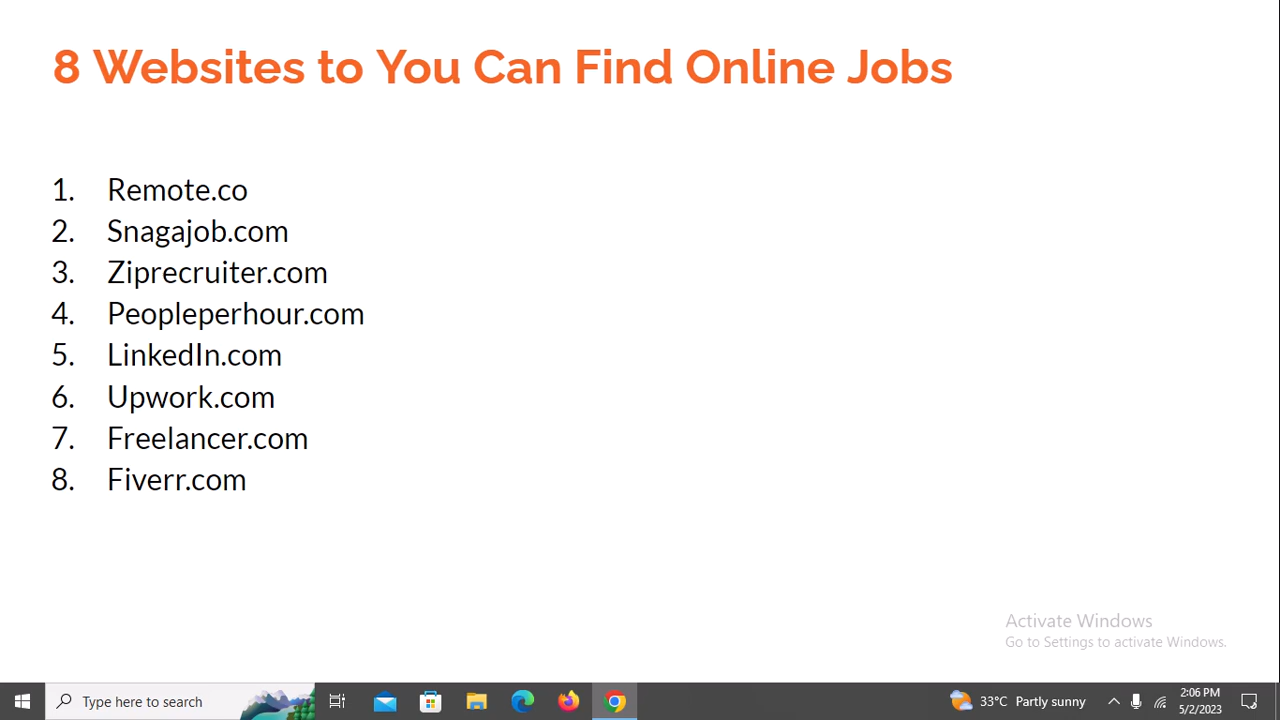 8 Websites to You Can Find Online Jobs
1. Remote.co
2. Snagajob.com
3. Ziprecruiter.com
4. Peopleperhour.com
5. LinkedIn.com
6. Upwork.com
7. Freelancer.com
8. Fiverr.com
Activate Windows
Go to Settings to activate Windows.
Type here to search
33°C Partly sunny
2:06 PM
5/2/2023